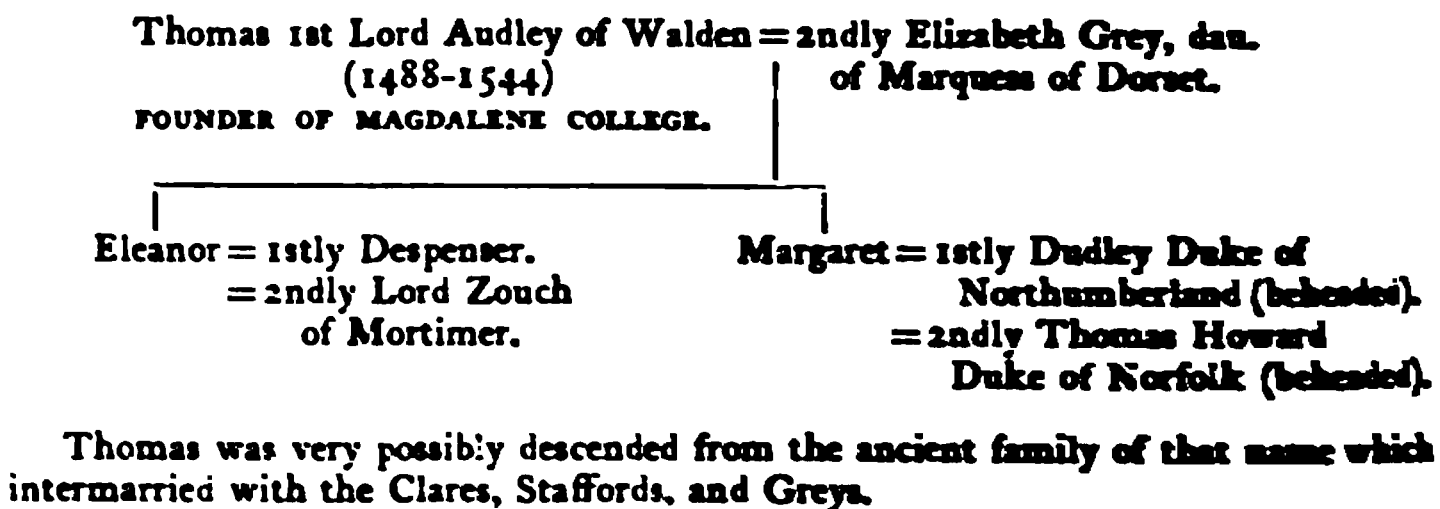 Thomas 1st Lord Audley of Walden = 2ndly Elizabeth Grey, dau.
(1488-1544) of Marquess of Dorset.
FOUNDER OF MAGDALENE COLLEGE.
Eleanor = 1stly Despenser. Margaret = 1stly Dudley Duke of
= 2ndly Lord Zouch Northumberland (beheaded).
of Mortimer. = 2ndly Thomas Howard
Duke of Norfolk (beheaded).
Thomas was very possibly descended from the ancient family of that name which
intermarried with the Clares, Staffords, and Greys.